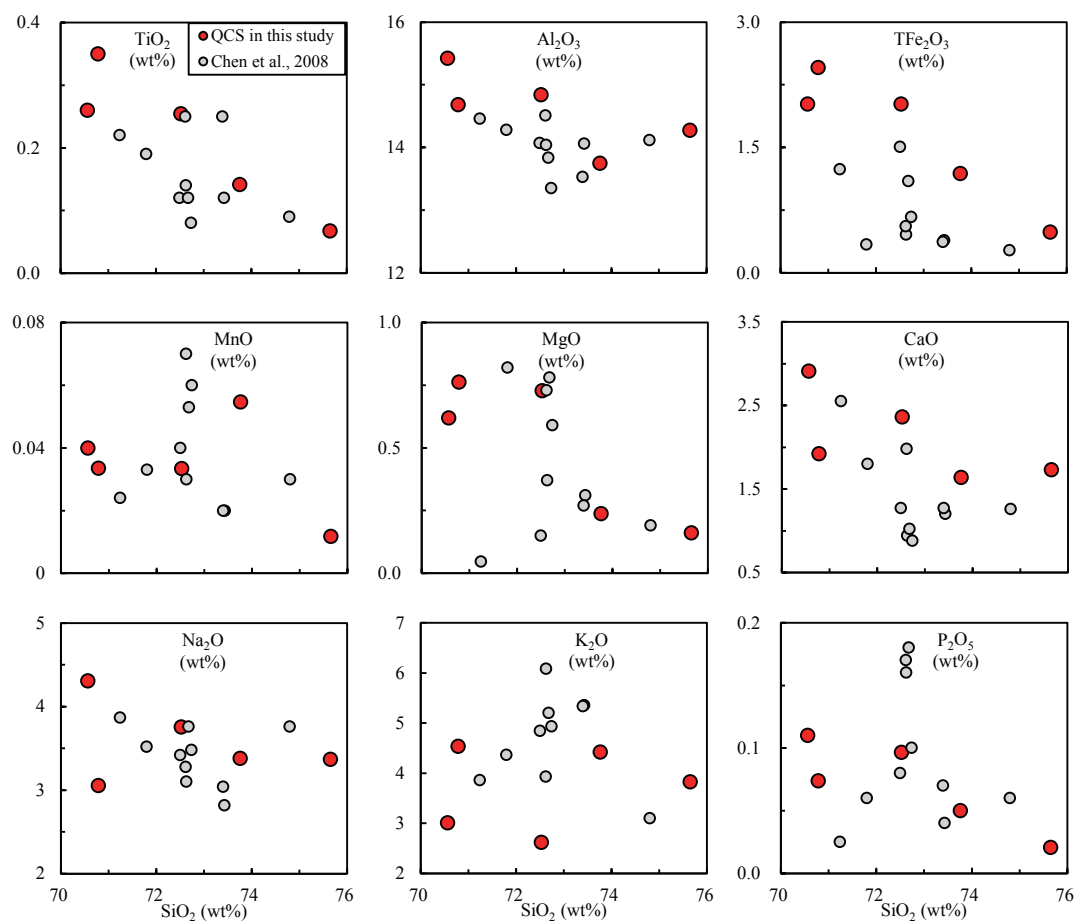 0.4
TiO₂
(wt%)
QCS in this study
Chen et al., 2008
0.2
0.0
16
Al₂O₃
(wt%)
14
12
3.0
TFe₂O₃
(wt%)
1.5
0.0
0.08
MnO
(wt%)
0.04
0
1.0
MgO
(wt%)
0.5
0.0
3.5
CaO
(wt%)
2.5
1.5
0.5
5
Na₂O
(wt%)
4
3
2
70 72 74 76
SiO₂ (wt%)
7
K₂O
(wt%)
6
5
4
3
2
70 72 74 76
SiO₂ (wt%)
0.2
P₂O₅
(wt%)
0.1
0.0
70 72 74 76
SiO₂ (wt%)